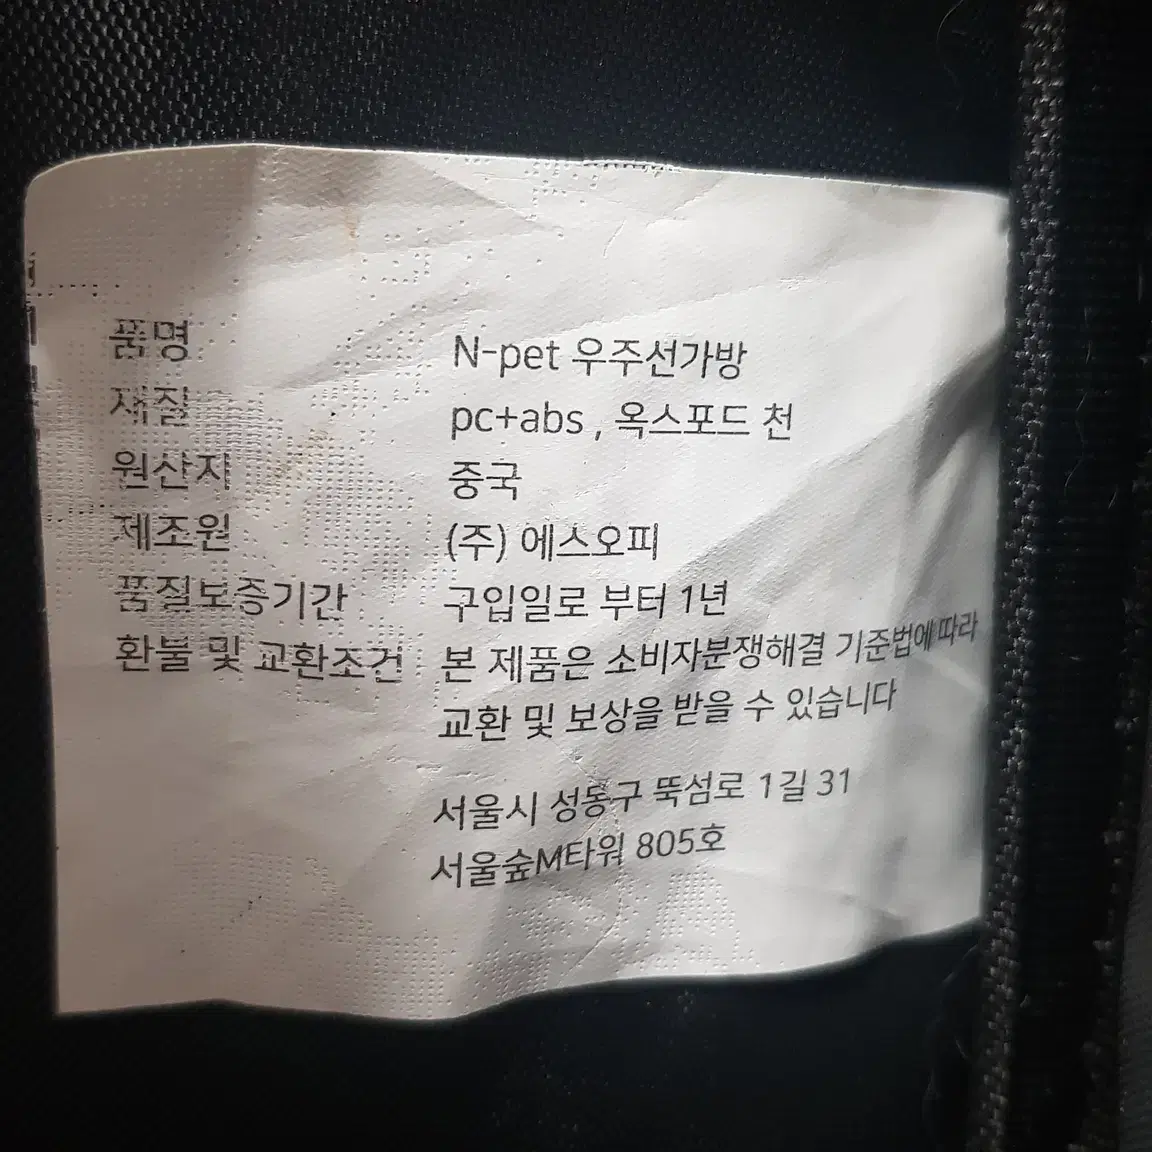 품명 N-pet 우주선가방
재질 pc+abs , 옥스포드 천
원산지 중국
제조원 (주) 에스오피
품질보증기간 구입일로 부터 1년
환불 및 교환조건 본 제품은 소비자분쟁해결 기준법에따라
교환 및 보상을 받을 수 있습니다
서울시 성동구 뚝섬로 1길 31
서울숲M타워 805호